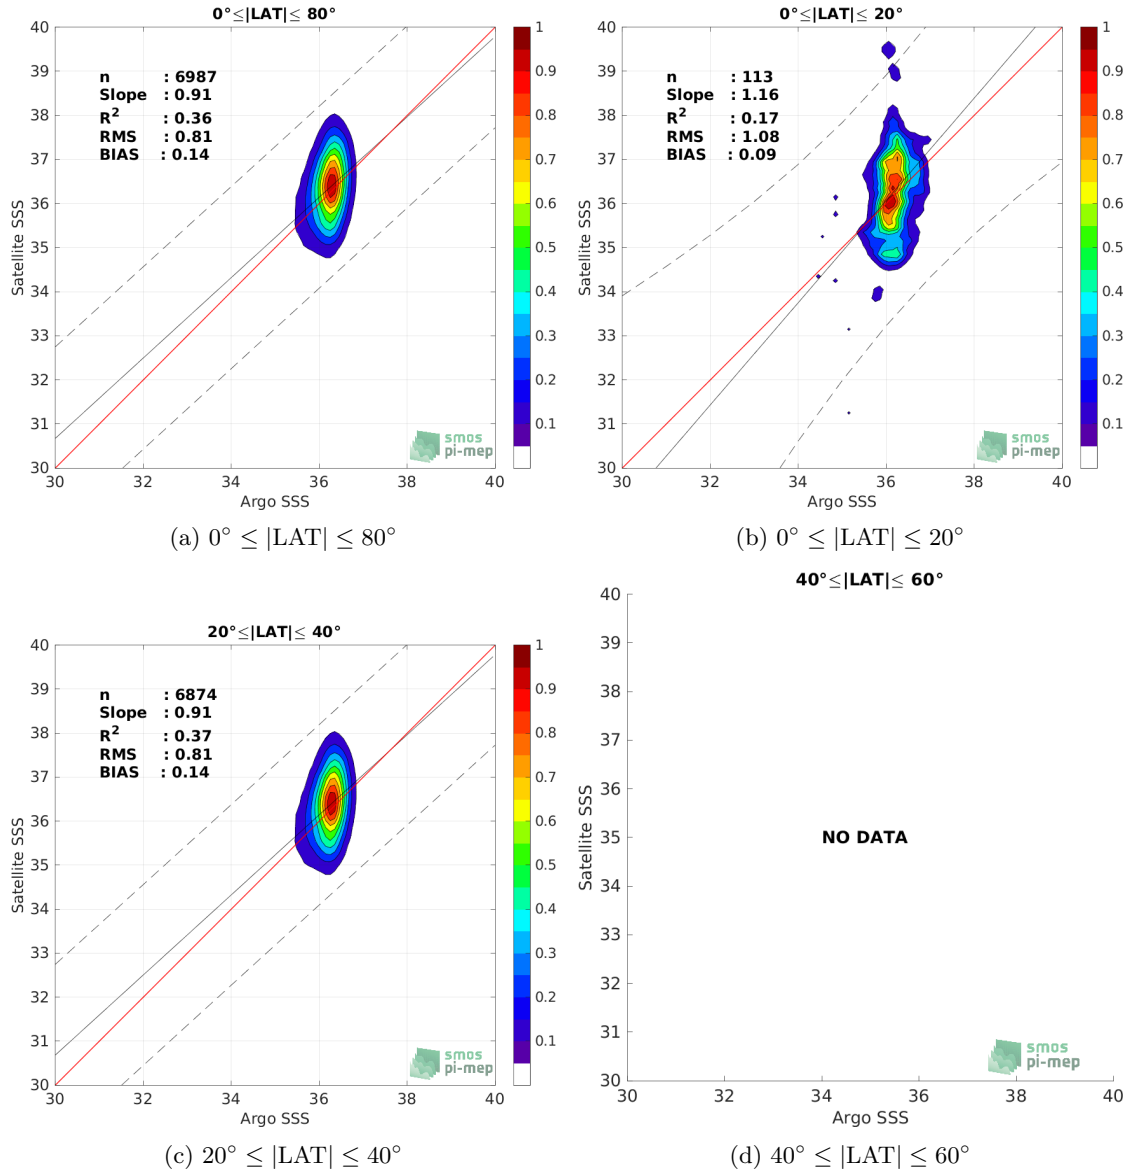 0°≤|LAT|≤ 80°
n : 6987
Slope : 0.91
R² : 0.36
RMS : 0.81
BIAS : 0.14
40
39
38
37
36
35
34
33
32
31
30
Satellite SSS
30 32 34 36 38 40
Argo SSS
1
0.9
0.8
0.7
0.6
0.5
0.4
0.3
0.2
0.1
smos
pi-mep
(a) 0° ≤ |LAT| ≤ 80°
0°≤|LAT|≤ 20°
n : 113
Slope : 1.16
R² : 0.17
RMS : 1.08
BIAS : 0.09
40
39
38
37
36
35
34
33
32
31
30
Satellite SSS
30 32 34 36 38 40
Argo SSS
1
0.9
0.8
0.7
0.6
0.5
0.4
0.3
0.2
0.1
smos
pi-mep
(b) 0° ≤ |LAT| ≤ 20°
20°≤|LAT|≤ 40°
n : 6874
Slope : 0.91
R² : 0.37
RMS : 0.81
BIAS : 0.14
40
39
38
37
36
35
34
33
32
31
30
Satellite SSS
30 32 34 36 38 40
Argo SSS
1
0.9
0.8
0.7
0.6
0.5
0.4
0.3
0.2
0.1
smos
pi-mep
(c) 20° ≤ |LAT| ≤ 40°
40°≤|LAT|≤ 60°
40
39
38
37
36
35
34
33
32
31
30
Satellite SSS
NO DATA
30 32 34 36 38 40
Argo SSS
smos
pi-mep
(d) 40° ≤ |LAT| ≤ 60°